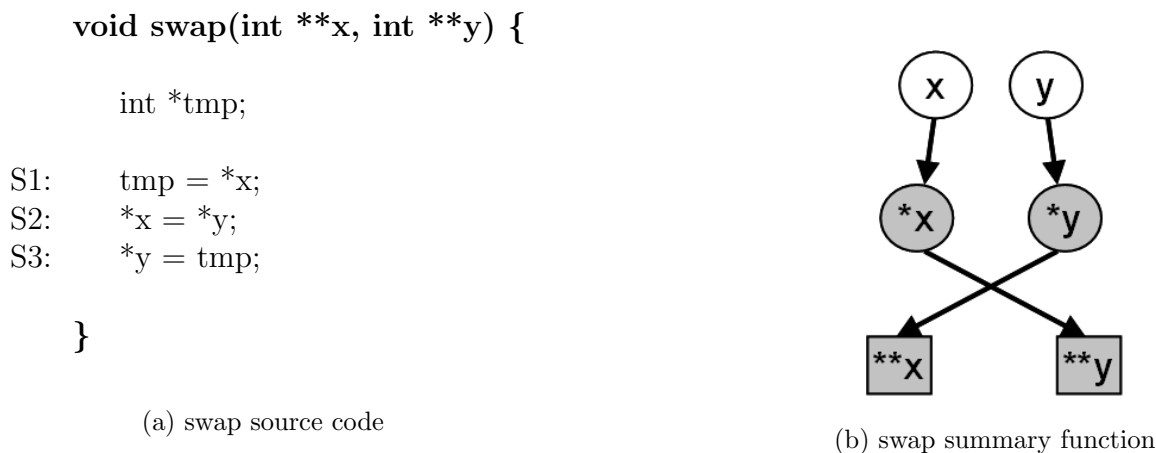 void swap(int **x, int **y) {
int *tmp;
S1: tmp = *x;
S2: *x = *y;
S3: *y = tmp;
}
(a) swap source code
x y
*x *y
**x **y
(b) swap summary function